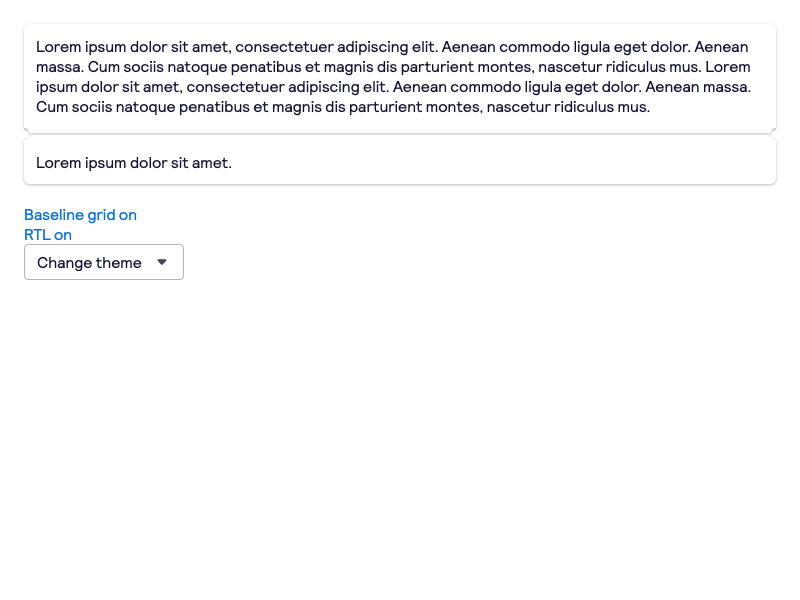 Lorem ipsum dolor sit amet, consectetuer adipiscing elit. Aenean commodo ligula eget dolor. Aenean
massa. Cum sociis natoque penatibus et magnis dis parturient montes, nascetur ridiculus mus. Lorem
ipsum dolor sit amet, consectetuer adipiscing elit. Aenean commodo ligula eget dolor. Aenean massa.
Cum sociis natoque penatibus et magnis dis parturient montes, nascetur ridiculus mus.
Lorem ipsum dolor sit amet.
Baseline grid on
RTL on
Change theme